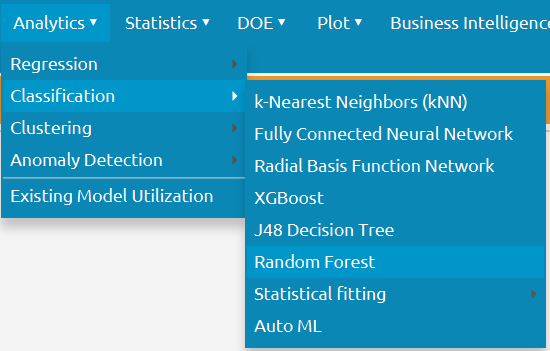 Analytics ▼ Statistics ▼ DOE ▼ Plot ▼ Business Intelligence
Regression
Classification
Clustering
Anomaly Detection
Existing Model Utilization
k-Nearest Neighbors (kNN)
Fully Connected Neural Network
Radial Basis Function Network
XGBoost
J48 Decision Tree
Random Forest
Statistical fitting
Auto ML